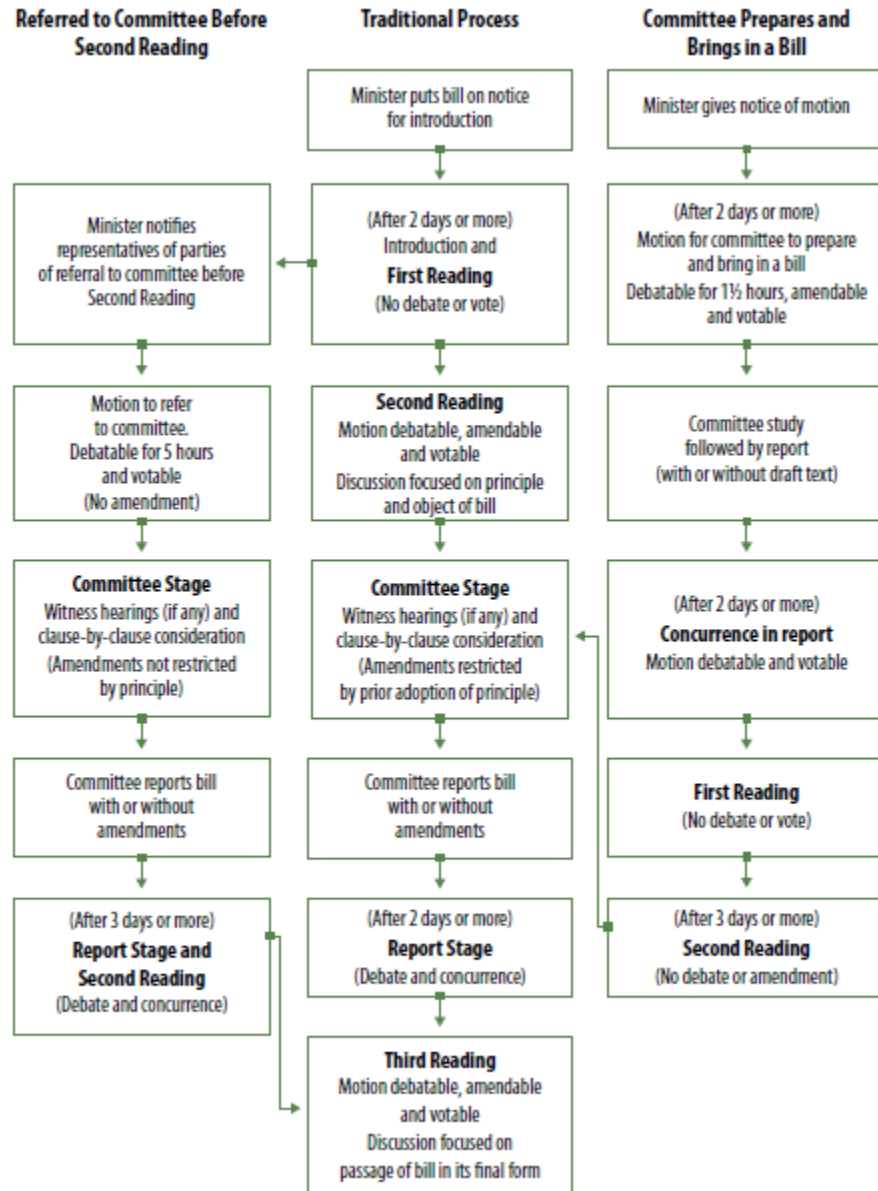 Referred to Committee Before
Second Reading
Traditional Process
Committee Prepares and
Brings in a Bill
Minister puts bill on notice
for introduction
Minister gives notice of motion
Minister notifies
representatives of parties
of referral to committee before
Second Reading
(After 2 days or more)
Introduction and
First Reading
(No debate or vote)
(After 2 days or more)
Motion for committee to prepare
and bring in a bill
Debatable for 1½ hours, amendable
and votable
Motion to refer
to committee.
Debatable for 5 hours
and votable
(No amendment)
Second Reading
Motion debatable, amendable
and votable
Discussion focused on principle
and object of bill
Committee study
followed by report
(with or without draft text)
Committee Stage
Witness hearings (if any) and
clause-by-clause consideration
(Amendments not restricted
by principle)
Committee Stage
Witness hearings (if any) and
clause-by-clause consideration
(Amendments restricted
by prior adoption of principle)
(After 2 days or more)
Concurrence in report
Motion debatable and votable
Committee reports bill
with or without
amendments
Committee reports bill
with or without
amendments
First Reading
(No debate or vote)
(After 3 days or more)
Report Stage and
Second Reading
(Debate and concurrence)
(After 2 days or more)
Report Stage
(Debate and concurrence)
(After 3 days or more)
Second Reading
(No debate or amendment)
Third Reading
Motion debatable, amendable
and votable
Discussion focused on
passage of bill in its final form